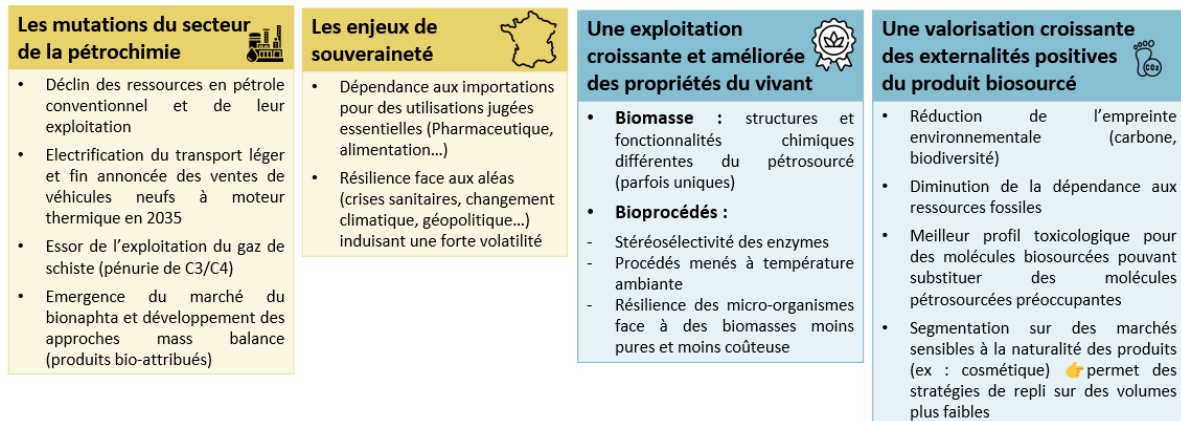 Les mutations du secteur
de la pétrochimie
• Déclin des ressources en pétrole
conventionnel et de leur
exploitation
• Electrification du transport léger
et fin annoncée des ventes de
véhicules neufs à moteur
thermique en 2035
• Essor de l'exploitation du gaz de
schiste (pénurie de C3/C4)
• Emergence du marché du
bionaphta et développement des
approches mass balance
(produits bio-attribués)
Les enjeux de
souveraineté
• Dépendance aux importations
pour des utilisations jugées
essentielles (Pharmaceutique,
alimentation...)
• Résilience face aux aléas
(crises sanitaires, changement
climatique, géopolitique...)
induisant une forte volatilité
Une exploitation
croissante et améliorée
des propriétés du vivant
• Biomasse : structures et
fonctionnalités chimiques
différentes du pétrosourcé
(parfois uniques)
• Bioprocédés :
- Stéréosélectivité des enzymes
- Procédés menés à température
ambiante
- Résilience des micro-organismes
face à des biomasses moins
pures et moins coûteuse
Une valorisation croissante
des externalités positives
du produit biosourcé
CO2
• Réduction de l'empreinte
environnementale (carbone,
biodiversité)
• Diminution de la dépendance aux
ressources fossiles
• Meilleur profil toxicologique pour
des molécules biosourcées pouvant
substituer des molécules
pétrosourcées préoccupantes
• Segmentation sur des marchés
sensibles à la naturalité des produits
(ex : cosmétique) 👉permet des
stratégies de repli sur des volumes
plus faibles